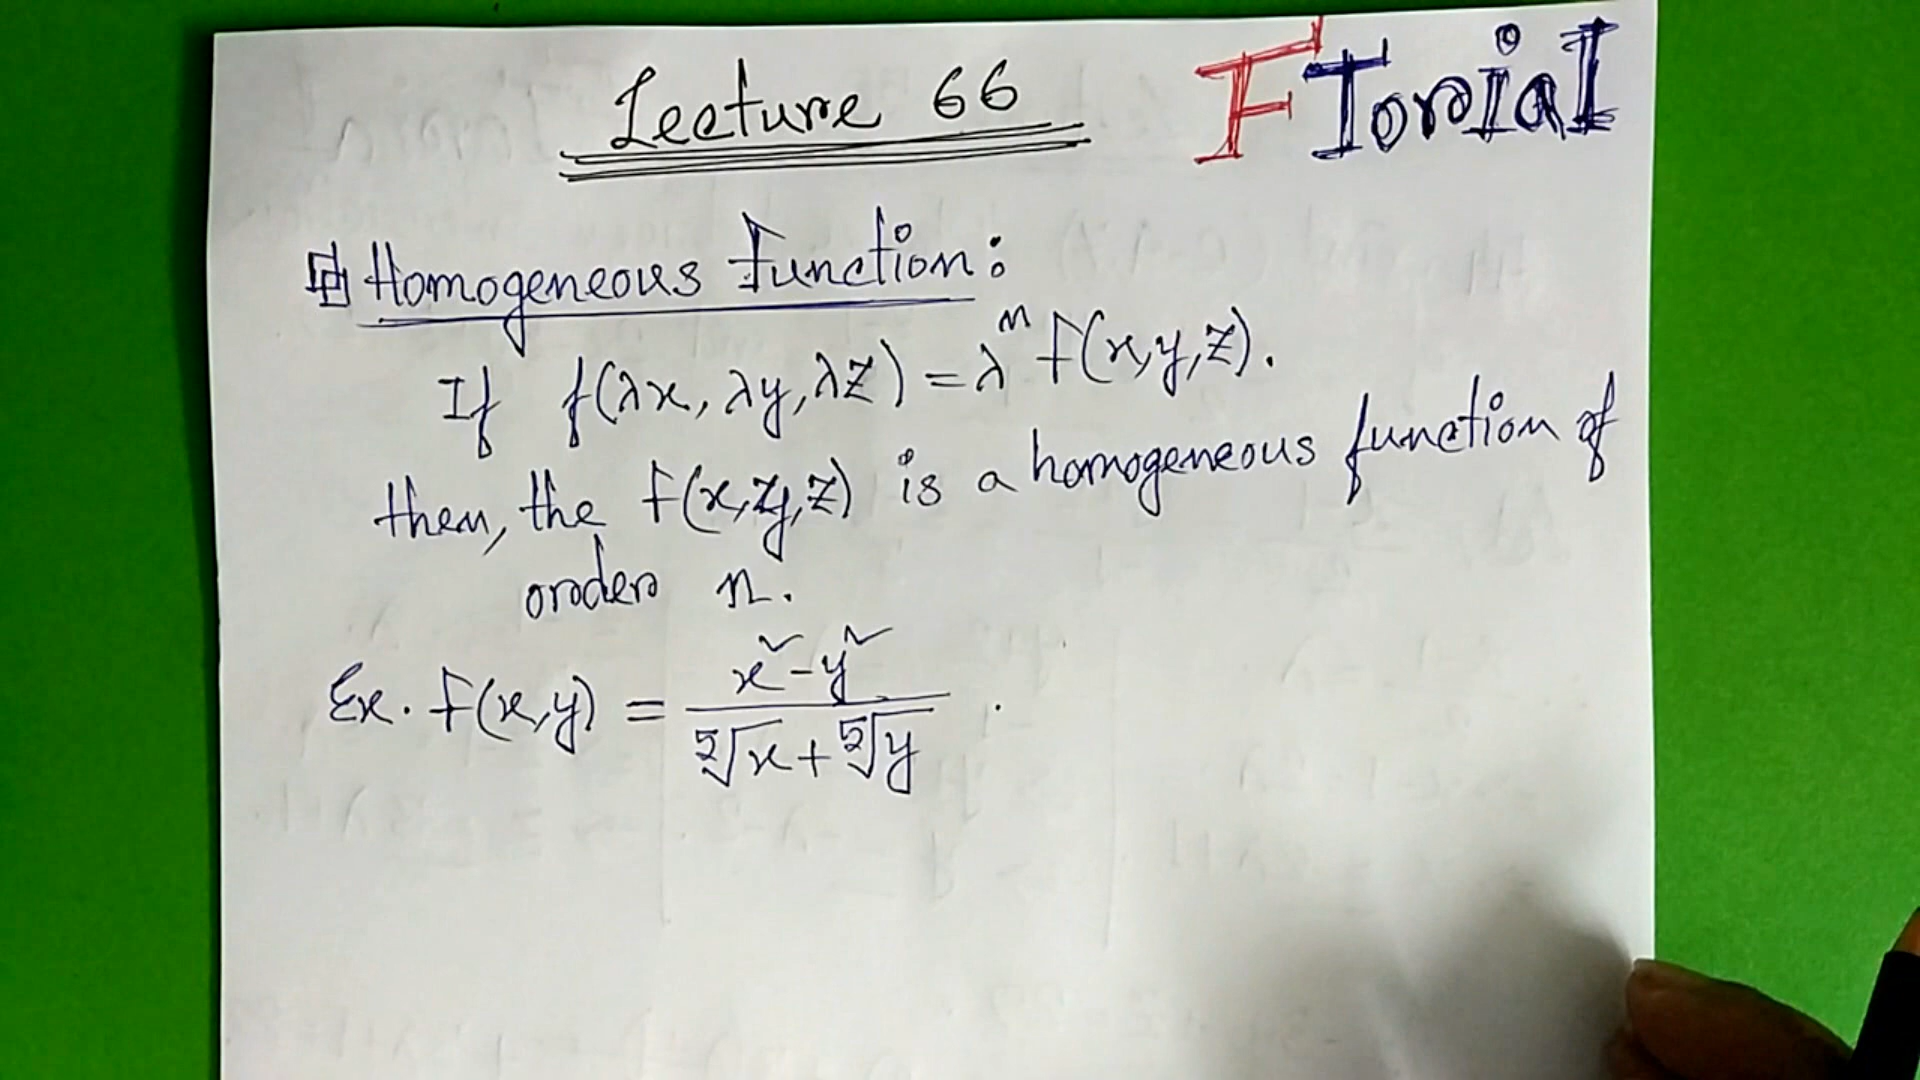 Lecture 66
FTorial
Homogeneous Function:
If f(λx, λy, λz) = λⁿ f(x,y,z).
then, the f(x,y,z) is a homogeneous function of
order n.
Ex. f(x,y) = (x² - y²) / (⁵√x + ⁵√y) .